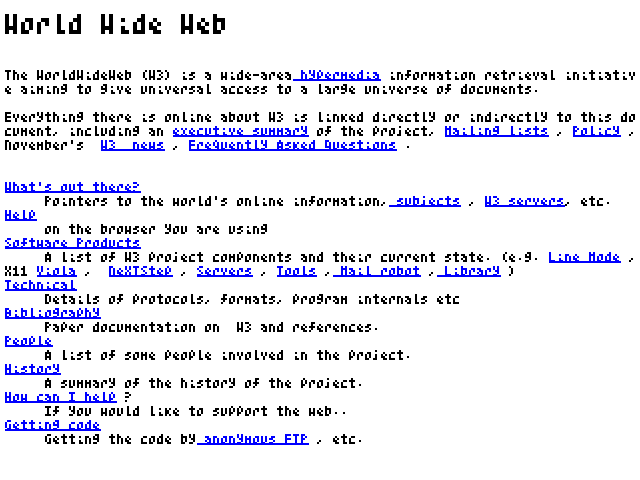 World Wide Web
The WorldWideWeb (W3) is a wide-area hypermedia information retrieval initiativ
e aiming to give universal access to a large universe of documents.
Everything there is online about W3 is linked directly or indirectly to this do
cument, including an executive summary of the project, Mailing lists , Policy ,
November's  W3  news , Frequently Asked Questions .
What's out there?
Pointers to the world's online information, subjects , W3 servers, etc.
Help
on the browser you are using
Software Products
A list of W3 project components and their current state. (e.g. Line Mode ,
X11 Viola ,  NeXTStep , Servers , Tools , Mail robot , Library )
Technical
Details of protocols, formats, program internals etc
Bibliography
Paper documentation on  W3 and references.
People
A list of some people involved in the project.
History
A summary of the history of the project.
How can I help ?
If you would like to support the web..
Getting code
Getting the code by anonymous FTP , etc.